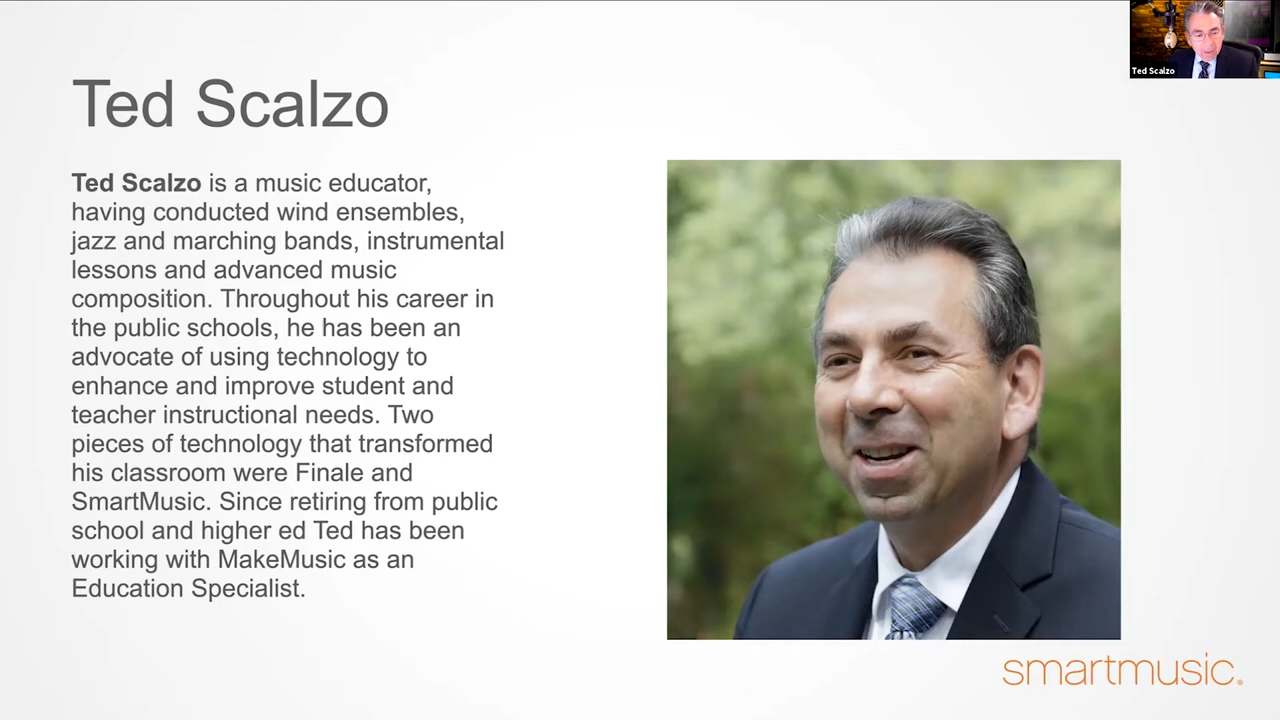 Ted Scalzo
Ted Scalzo
Ted Scalzo is a music educator,
having conducted wind ensembles,
jazz and marching bands, instrumental
lessons and advanced music
composition. Throughout his career in
the public schools, he has been an
advocate of using technology to
enhance and improve student and
teacher instructional needs. Two
pieces of technology that transformed
his classroom were Finale and
SmartMusic. Since retiring from public
school and higher ed Ted has been
working with MakeMusic as an
Education Specialist.
smartmusic.